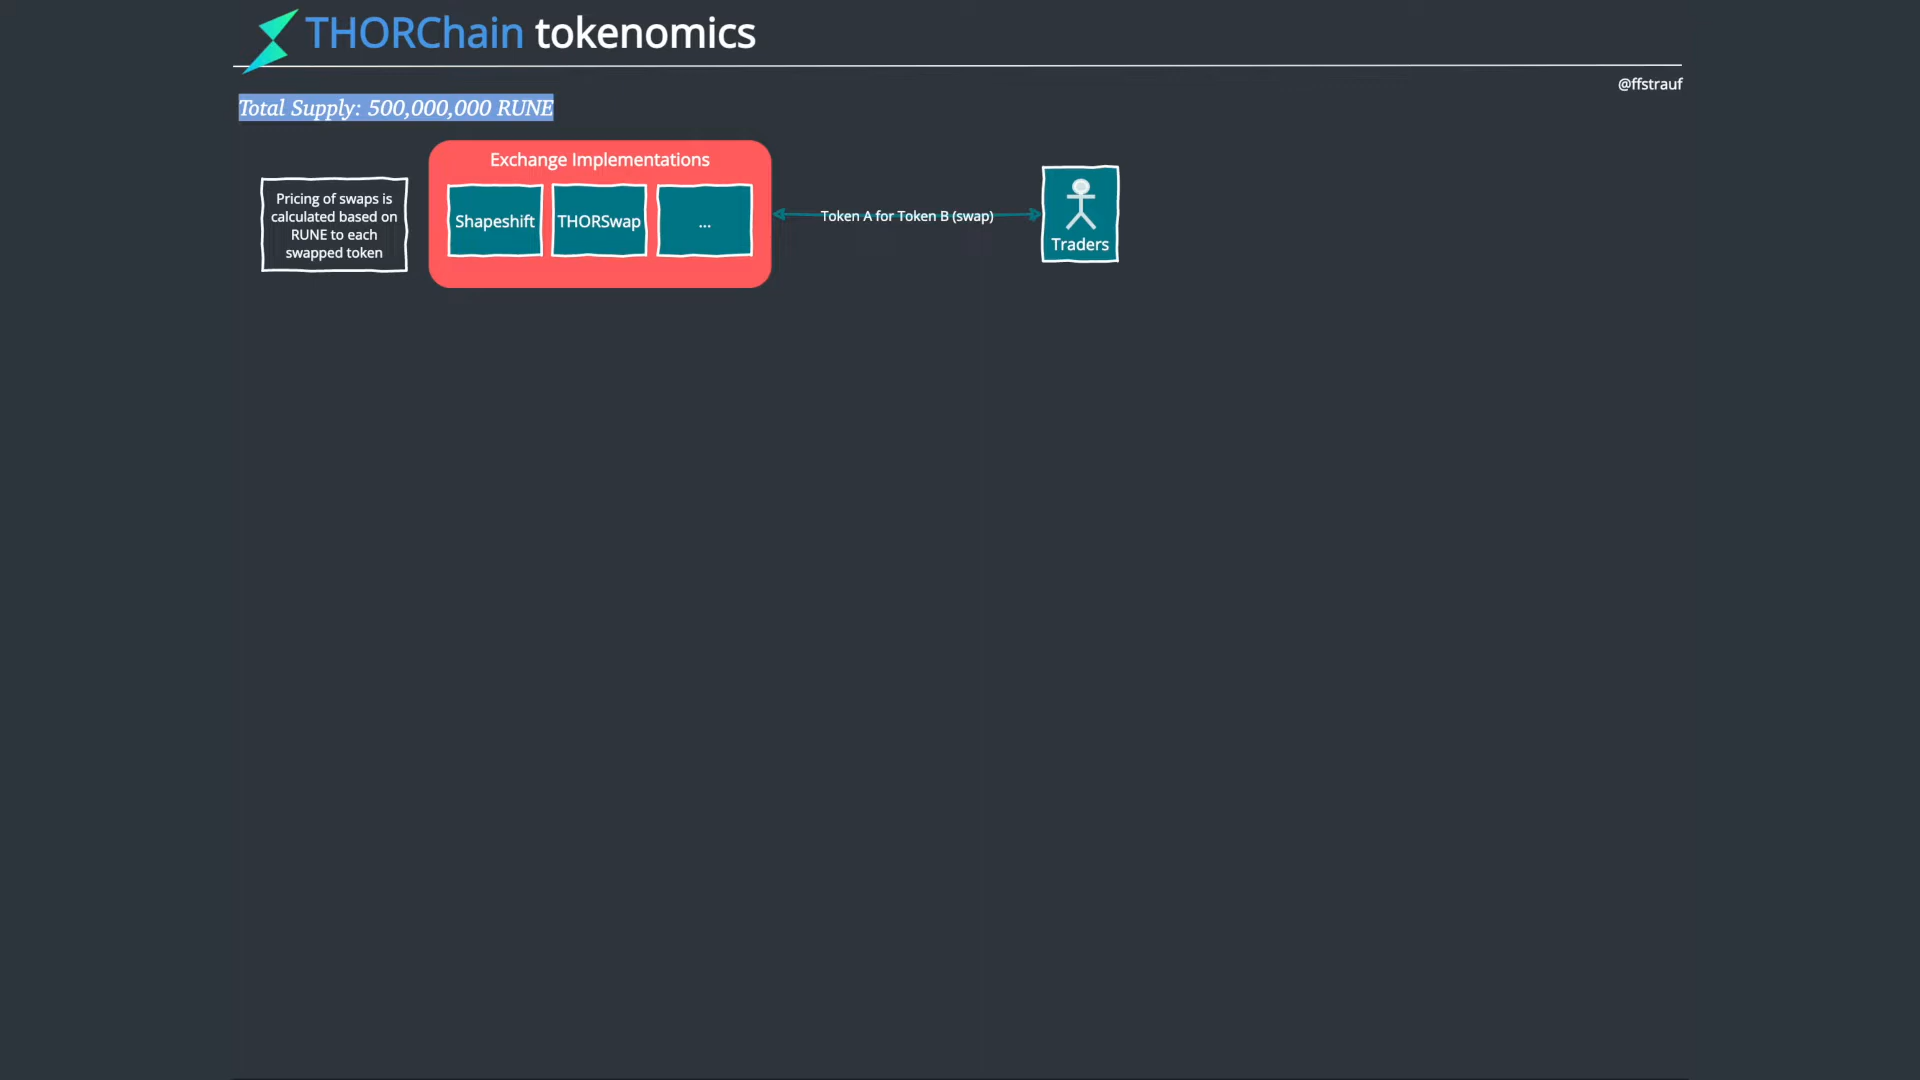 THORChain tokenomics
@ffstrauf
Total Supply: 500,000,000 RUNE
Pricing of swaps is
calculated based on
RUNE to each
swapped token
Exchange Implementations
Shapeshift
THORSwap
...
Token A for Token B (swap)
Traders